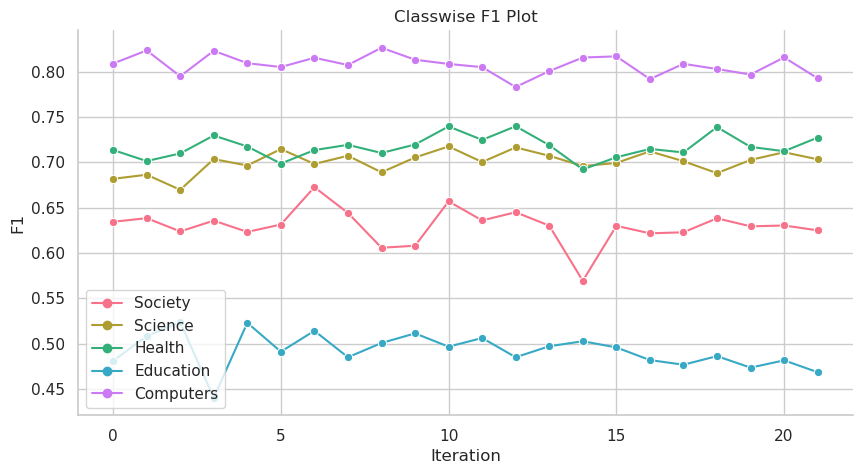 Classwise F1 Plot
F1
0.80
0.75
0.70
0.65
0.60
0.55
0.50
0.45
Society
Science
Health
Education
Computers
0 5 10 15 20
Iteration